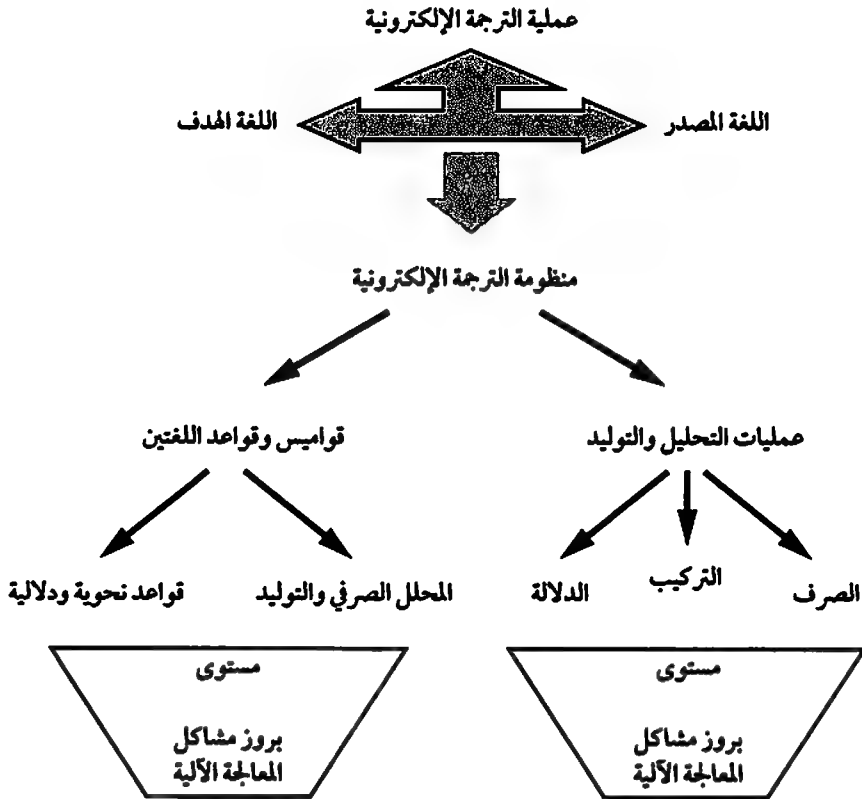 عملية الترجمة الإلكترونية
اللغة المصدر
اللغة الهدف
منظومة الترجمة الإلكترونية
عمليات التحليل والتوليد
قواميس وقواعد اللغتين
الصرف
التركيب
الدلالة
المحلل الصرفي والتوليد
قواعد نحوية ودلالية
مستوى
بروز مشاكل
المعالجة الآلية
مستوى
بروز مشاكل
المعالجة الآلية